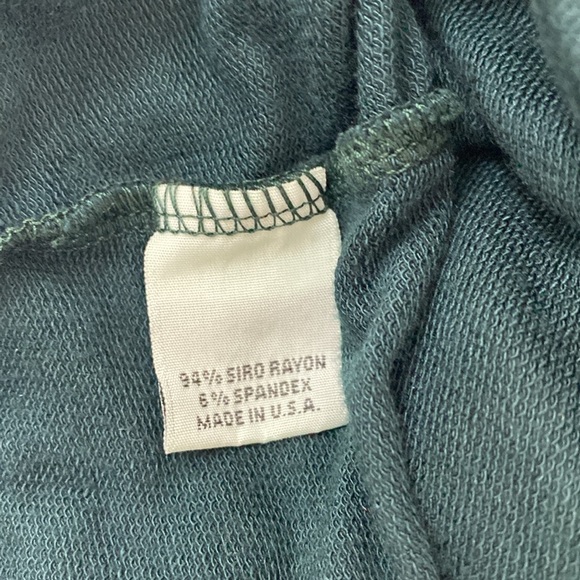 94% SIRO RAYON
6% SPANDEX
MADE IN U.S.A.